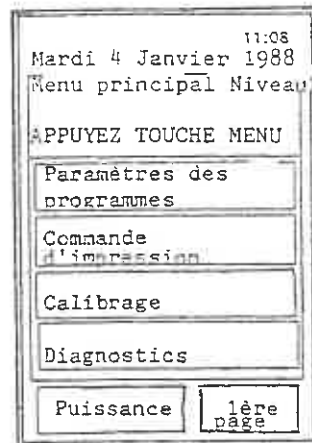 11:08
Mardi 4 Janvier 1988
Menu principal Niveau
APPUYEZ TOUCHE MENU
Paramètres des
programmes
Commande
d'impression
Calibrage
Diagnostics
Puissance
1ère
page